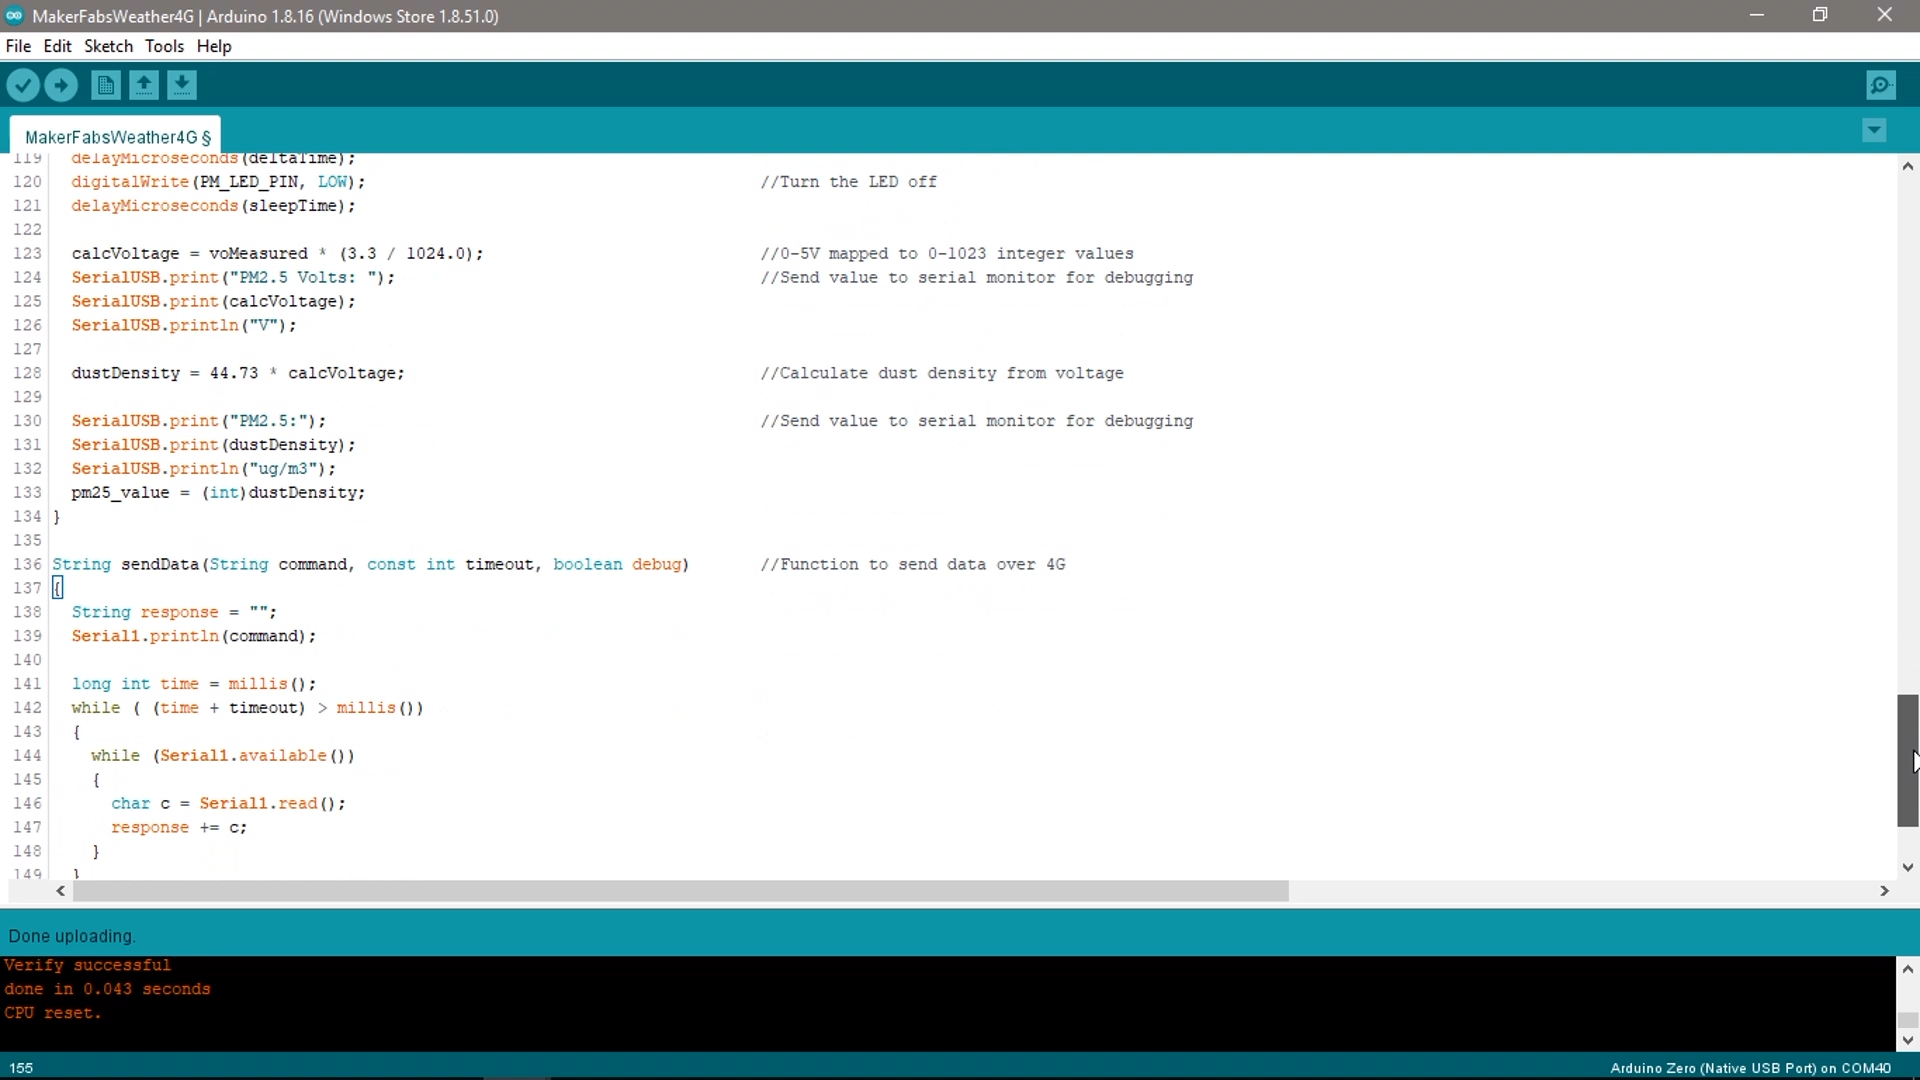 MakerFabsWeather4G | Arduino 1.8.16 (Windows Store 1.8.51.0)
File Edit Sketch Tools Help
MakerFabsWeather4G §
119 delayMicroseconds(deltaTime);
120 digitalWrite(PM_LED_PIN, LOW); //Turn the LED off
121 delayMicroseconds(sleepTime);
122
123 calcVoltage = voMeasured * (3.3 / 1024.0); //0-5V mapped to 0-1023 integer values
124 SerialUSB.print("PM2.5 Volts: "); //Send value to serial monitor for debugging
125 SerialUSB.print(calcVoltage);
126 SerialUSB.println("V");
127
128 dustDensity = 44.73 * calcVoltage; //Calculate dust density from voltage
129
130 SerialUSB.print("PM2.5:"); //Send value to serial monitor for debugging
131 SerialUSB.print(dustDensity);
132 SerialUSB.println("ug/m3");
133 pm25_value = (int)dustDensity;
134 }
135
136 String sendData(String command, const int timeout, boolean debug) //Function to send data over 4G
137 {
138 String response = "";
139 Serial1.println(command);
140
141 long int time = millis();
142 while ( (time + timeout) > millis())
143 {
144 while (Serial1.available())
145 {
146 char c = Serial1.read();
147 response += c;
148 }
149 }
Done uploading.
Verify successful
done in 0.043 seconds
CPU reset.
155 Arduino Zero (Native USB Port) on COM40